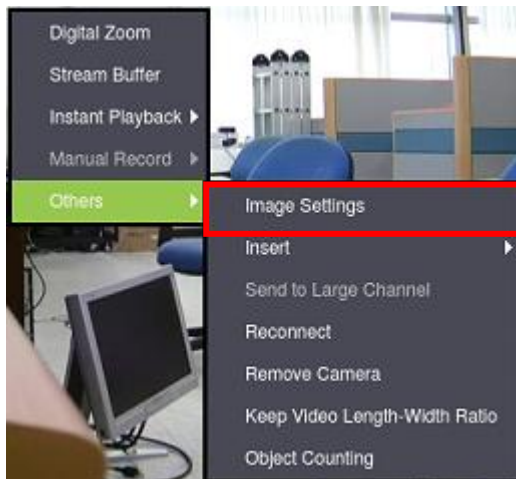 Digital Zoom
Stream Buffer
Instant Playback
Manual Record
Others
Image Settings
Insert
Send to Large Channel
Reconnect
Remove Camera
Keep Video Length-Width Ratio
Object Counting